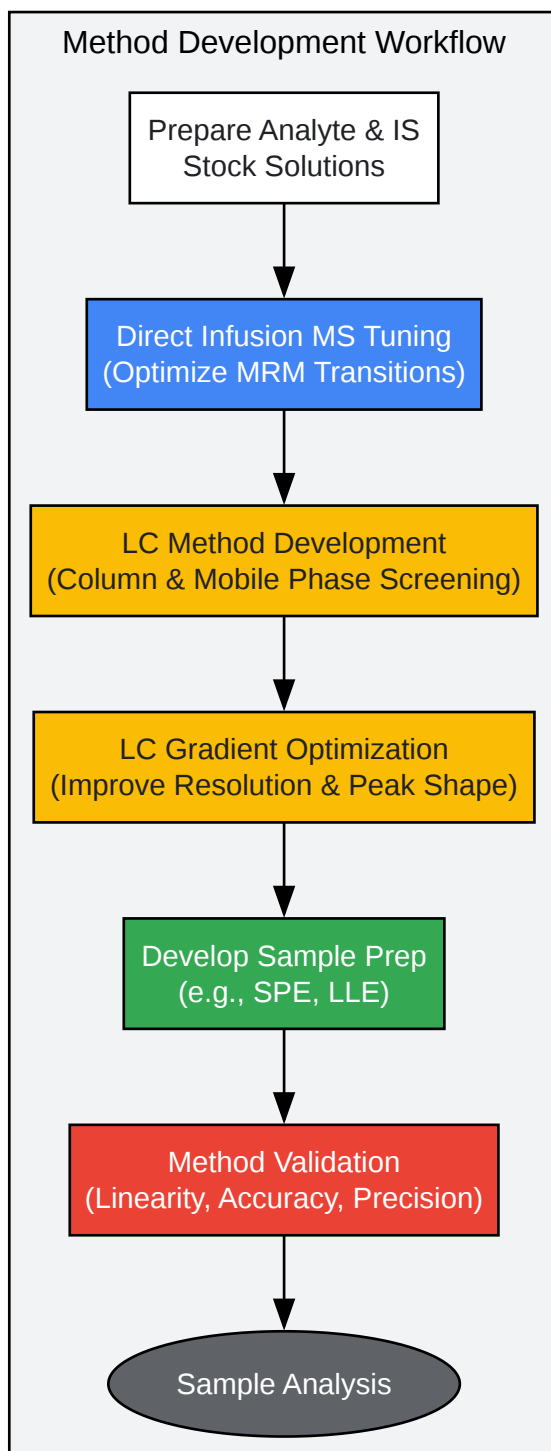 Method Development Workflow
Prepare Analyte & IS
Stock Solutions
Direct Infusion MS Tuning
(Optimize MRM Transitions)
LC Method Development
(Column & Mobile Phase Screening)
LC Gradient Optimization
(Improve Resolution & Peak Shape)
Develop Sample Prep
(e.g., SPE, LLE)
Method Validation
(Linearity, Accuracy, Precision)
Sample Analysis